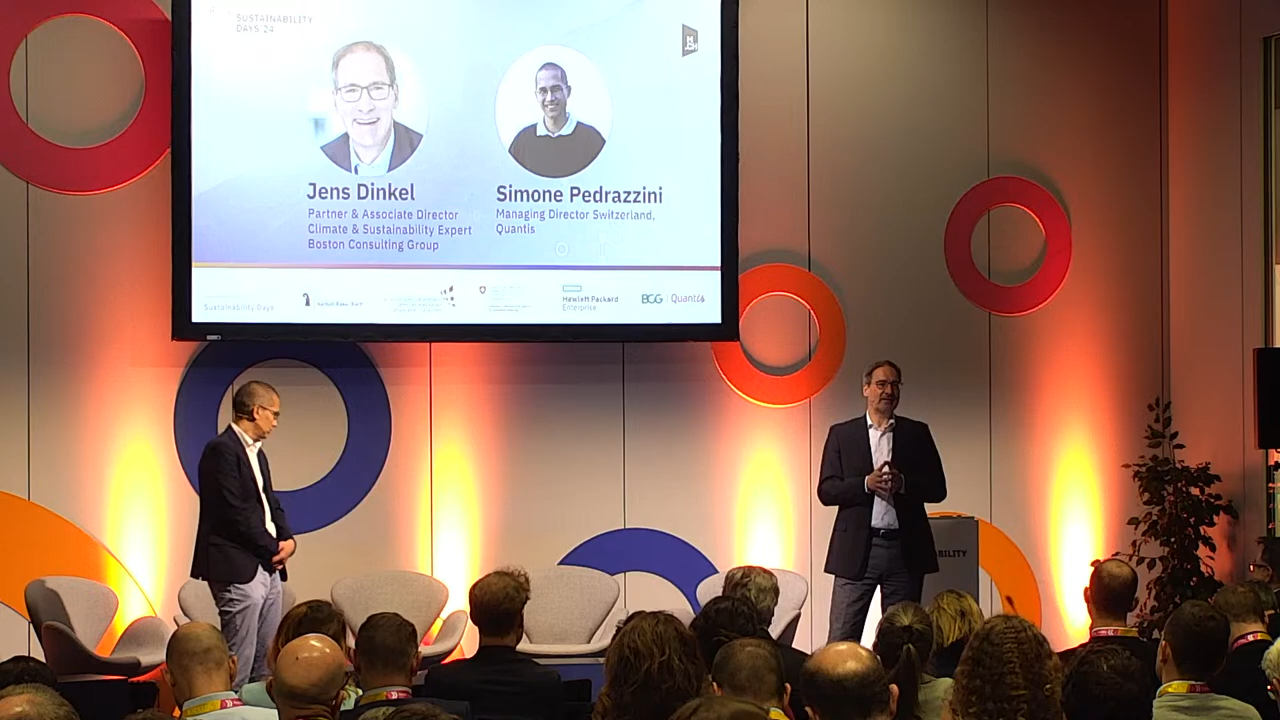 SUSTAINABILITY
DAYS 24
Jens Dinkel
Partner & Associate Director
Climate & Sustainability Expert
Boston Consulting Group
Simone Pedrazzini
Managing Director Switzerland,
Quantis
Sustainability Days
Hewlett Packard
Enterprise
BCG Quantis
BILITY